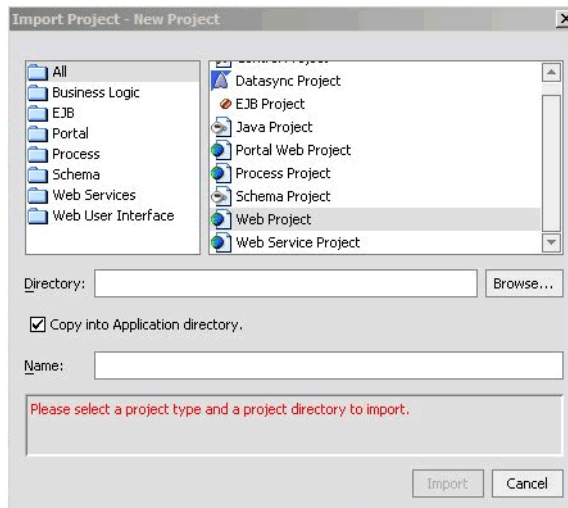 Import Project - New Project
All
Business Logic
EJB
Portal
Process
Schema
Web Services
Web User Interface
Datasync Project
EJB Project
Java Project
Portal Web Project
Process Project
Schema Project
Web Project
Web Service Project
Directory:
Browse...
Copy into Application directory.
Name:
Please select a project type and a project directory to import.
Import
Cancel